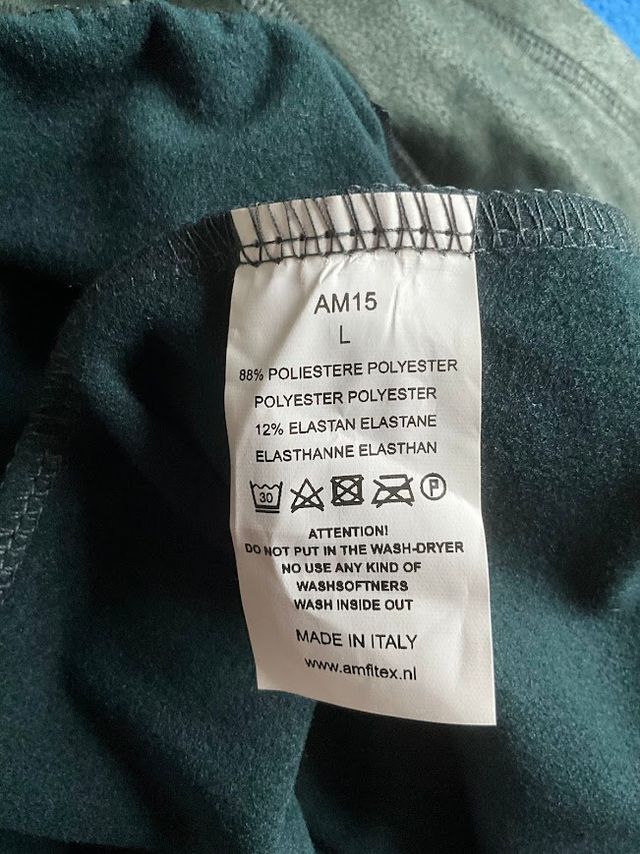 AM15
L
88% POLIESTERE POLYESTER
POLYESTER POLYESTER
12% ELASTAN ELASTANE
ELASTHANNE ELASTHAN
30 P
ATTENTION!
DO NOT PUT IN THE WASH-DRYER
NO USE ANY KIND OF
WASHSOFTNERS
WASH INSIDE OUT
MADE IN ITALY
www.amfitex.nl